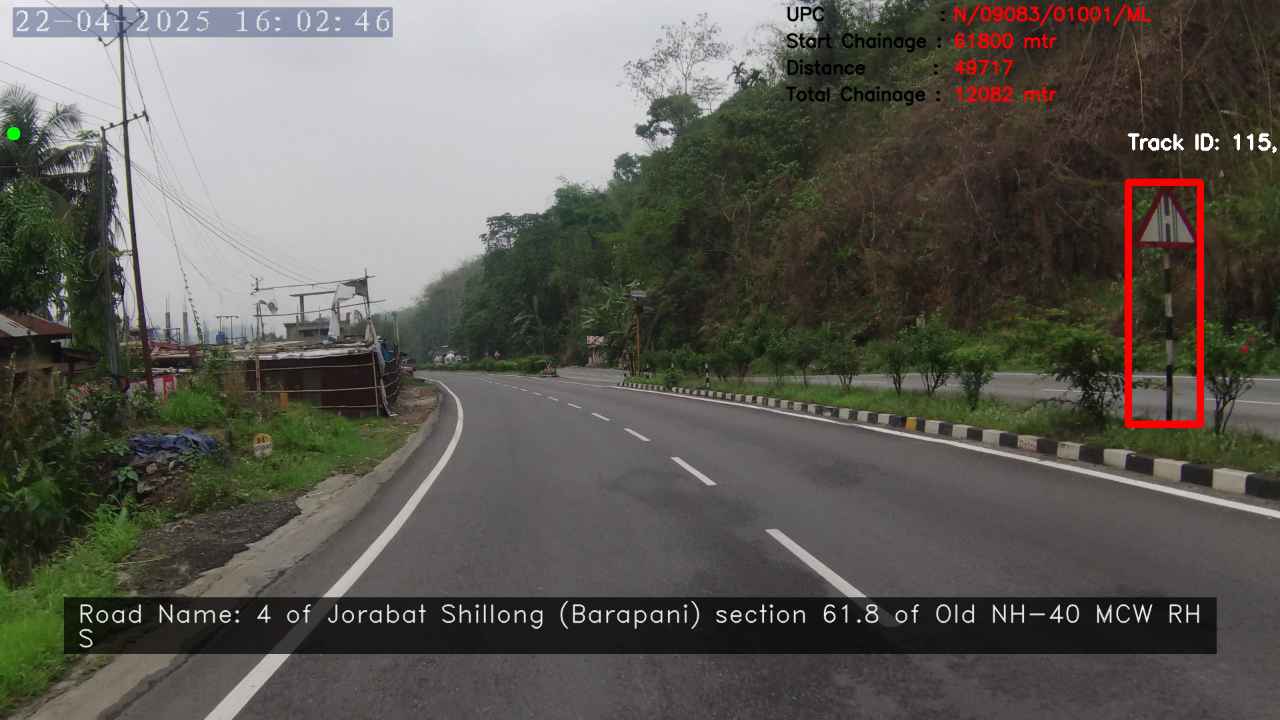 22-04-2025 16:02:46
UPC : N/09083/01001/ML
Start Chainage : 61800 mtr
Distance : 49717
Total Chainage : 12082 mtr
Track ID: 115,
Road Name: 4 of Jorabat Shillong (Barapani) section 61.8 of Old NH-40 MCW RH
S